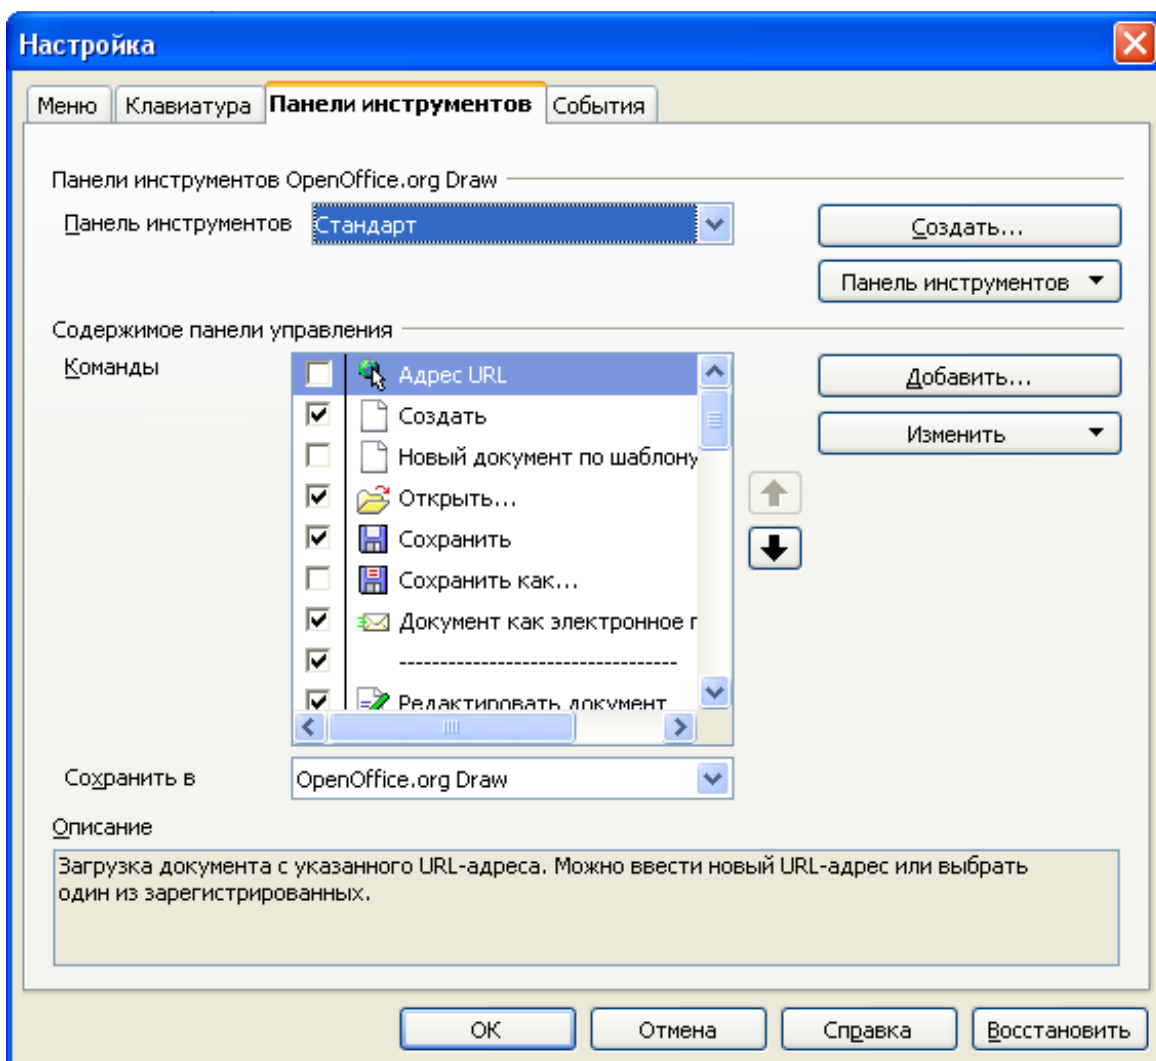 Настройка
Меню Клавиатура Панели инструментов События
Панели инструментов OpenOffice.org Draw
Панель инструментов Стандарт Создать...
Панель инструментов
Содержимое панели управления
Команды Адрес URL Добавить...
Создать
Изменить
Новый документ по шаблону
Открыть...
Сохранить
Сохранить как...
Документ как электронное п
---------------------------------
Редактировать документ
Сохранить в OpenOffice.org Draw
Описание
Загрузка документа с указанного URL-адреса. Можно ввести новый URL-адрес или выбрать
один из зарегистрированных.
ОК Отмена Справка Восстановить